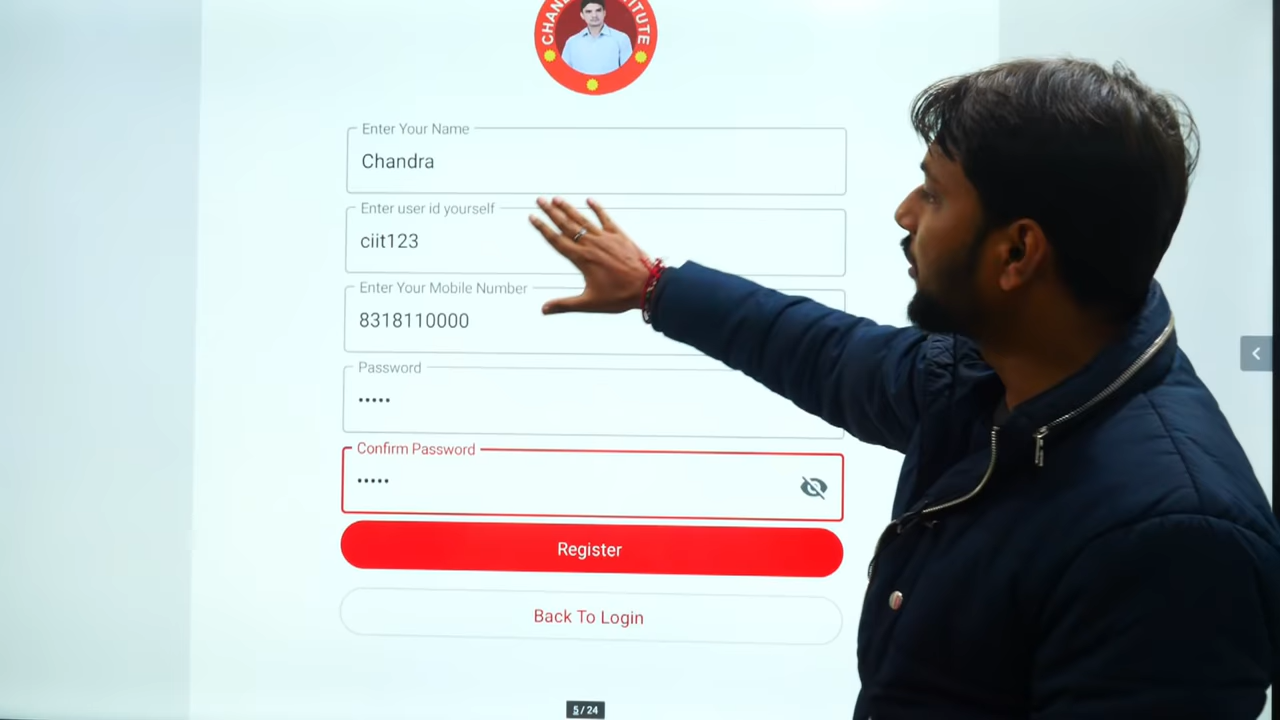 Enter Your Name
Chandra
Enter user id yourself
ciit123
Enter Your Mobile Number
8318110000
Password
•••••
Confirm Password
•••••
Register
Back To Login
5 / 24